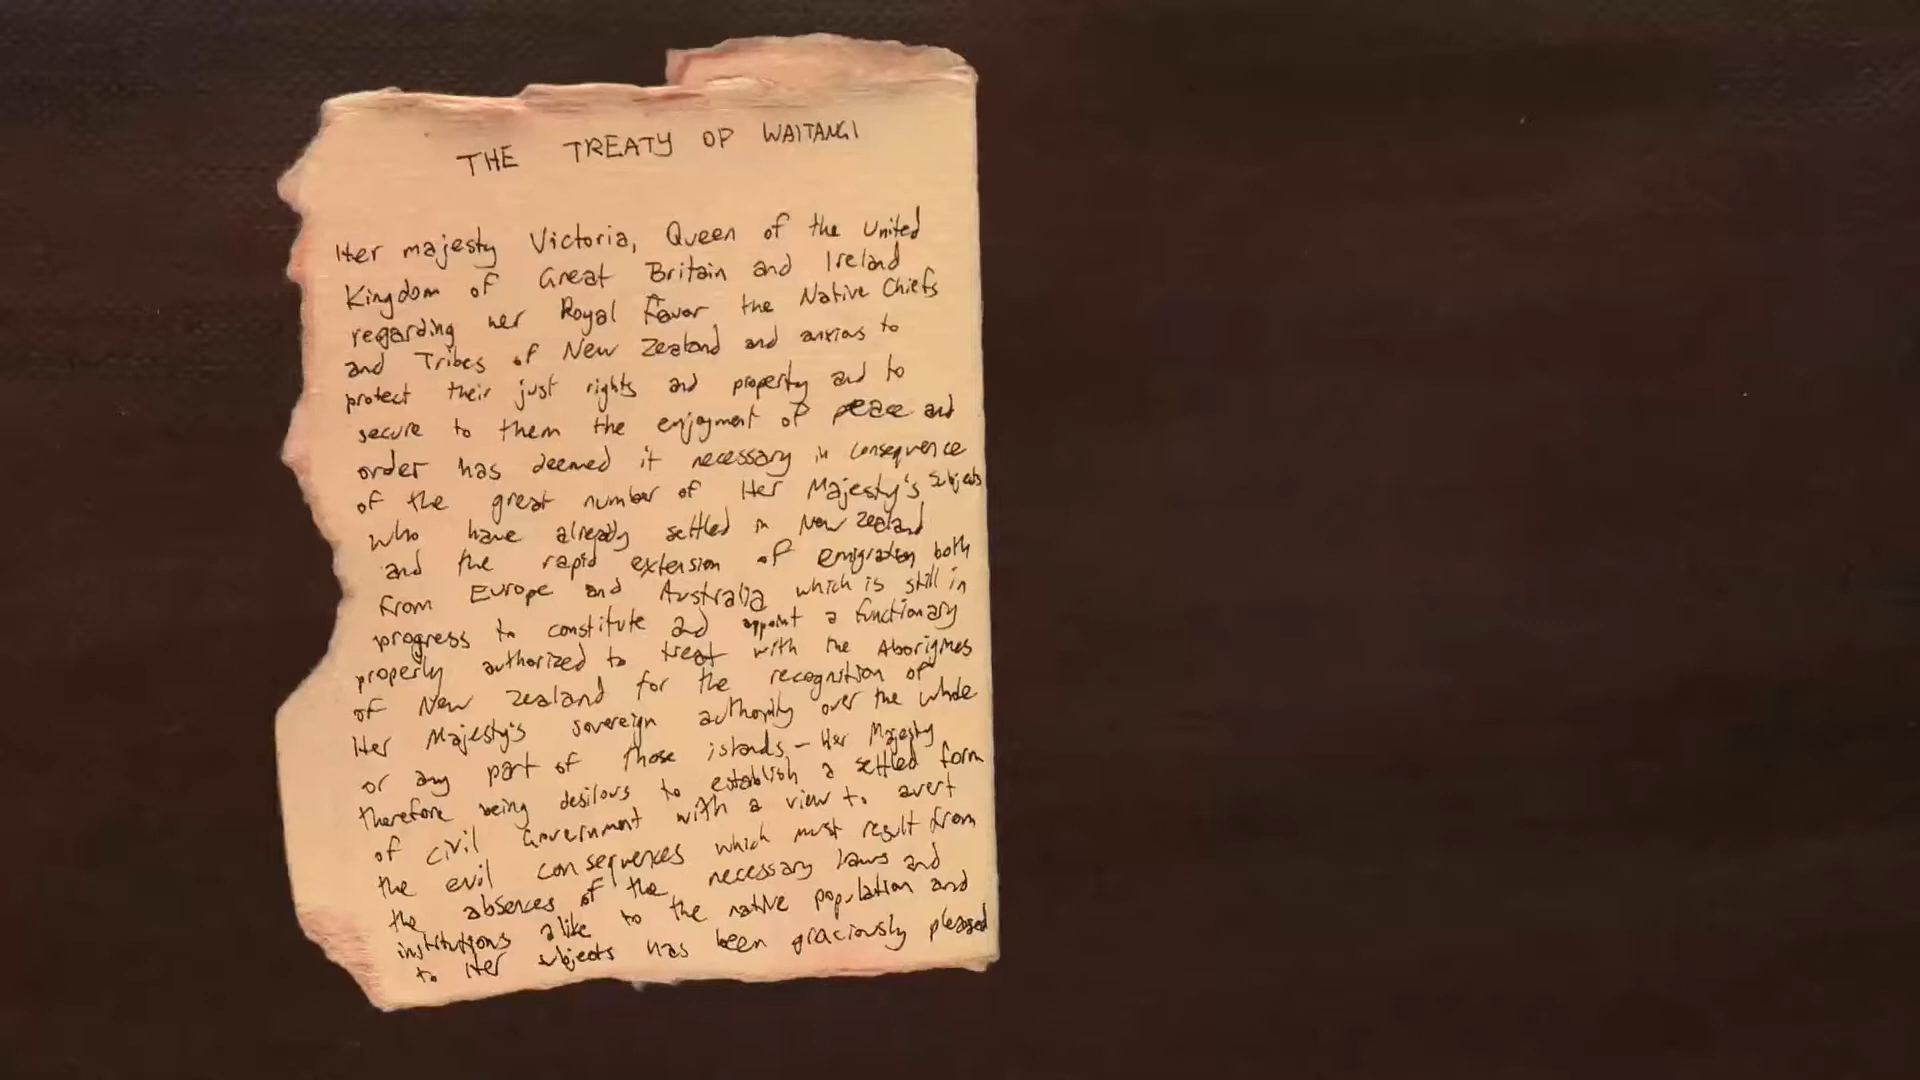 THE TREATY OF WAITANGI
Her majesty Victoria, Queen of the United
Kingdom of Great Britain and Ireland
regarding her Royal Favor the Native Chiefs
and Tribes of New Zealand and anxious to
protect their just rights and property and to
secure to them the enjoyment of peace and
order has deemed it necessary in consequence
of the great number of Her Majesty's subjects
who have already settled in New Zealand
and the rapid extension of emigration both
from Europe and Australia which is still in
progress to constitute and appoint a functionary
properly authorized to treat with the Aborigines
of New Zealand for the recognition of
Her Majesty's sovereign authority over the whole
or any part of those islands - Her Majesty
therefore being desirous to establish a settled form
of civil Government with a view to avert
the evil consequences which must result from
the absences of the necessary laws and
institutions alike to the native population and
to Her subjects has been graciously pleased